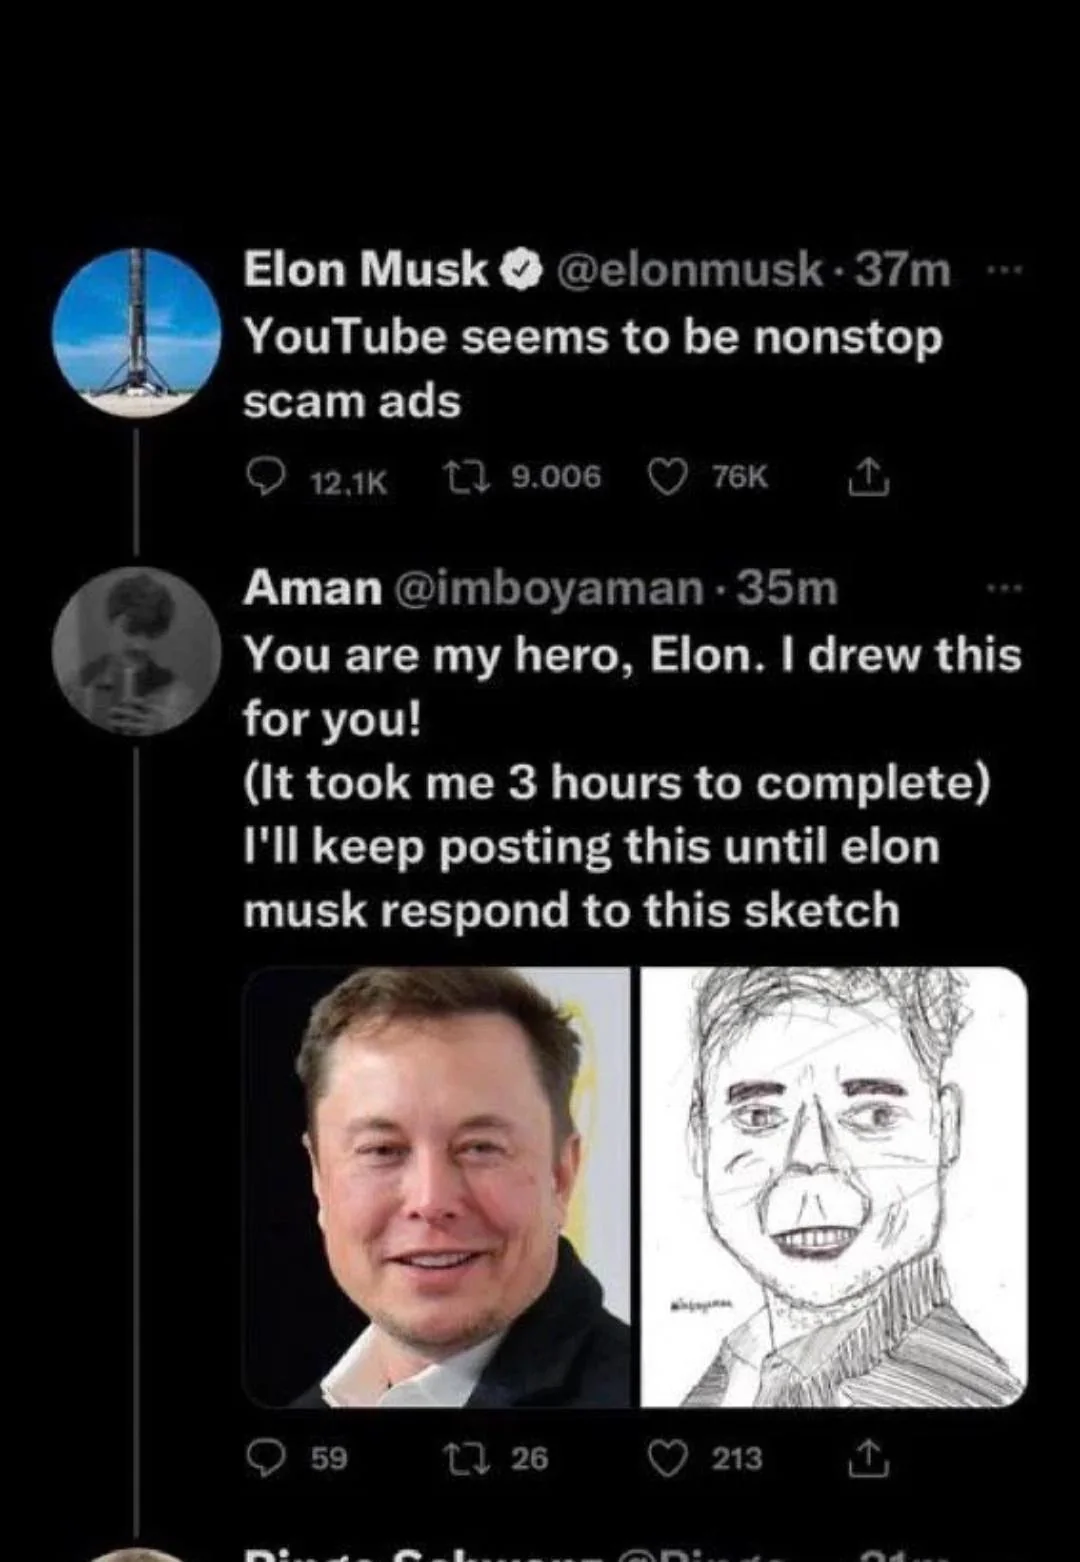 Elon Musk @elonmusk · 37m
YouTube seems to be nonstop
scam ads
12,1K 9.006 76K
Aman @imboyaman · 35m
You are my hero, Elon. I drew this
for you!
(It took me 3 hours to complete)
I'll keep posting this until elon
musk respond to this sketch
59 26 213